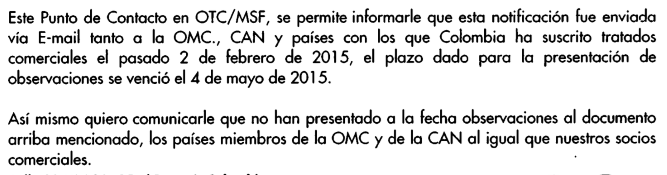 Este Punto de Contacto en OTC/MSF, se permite informarle que esta notificación fue enviada
vía E-mail tanto a la OMC., CAN y países con los que Colombia ha suscrito tratados
comerciales el pasado 2 de febrero de 2015, el plazo dado para la presentación de
observaciones se venció el 4 de mayo de 2015.
Así mismo quiero comunicarle que no han presentado a la fecha observaciones al documento
arriba mencionado, los países miembros de la OMC y de la CAN al igual que nuestros socios
comerciales.